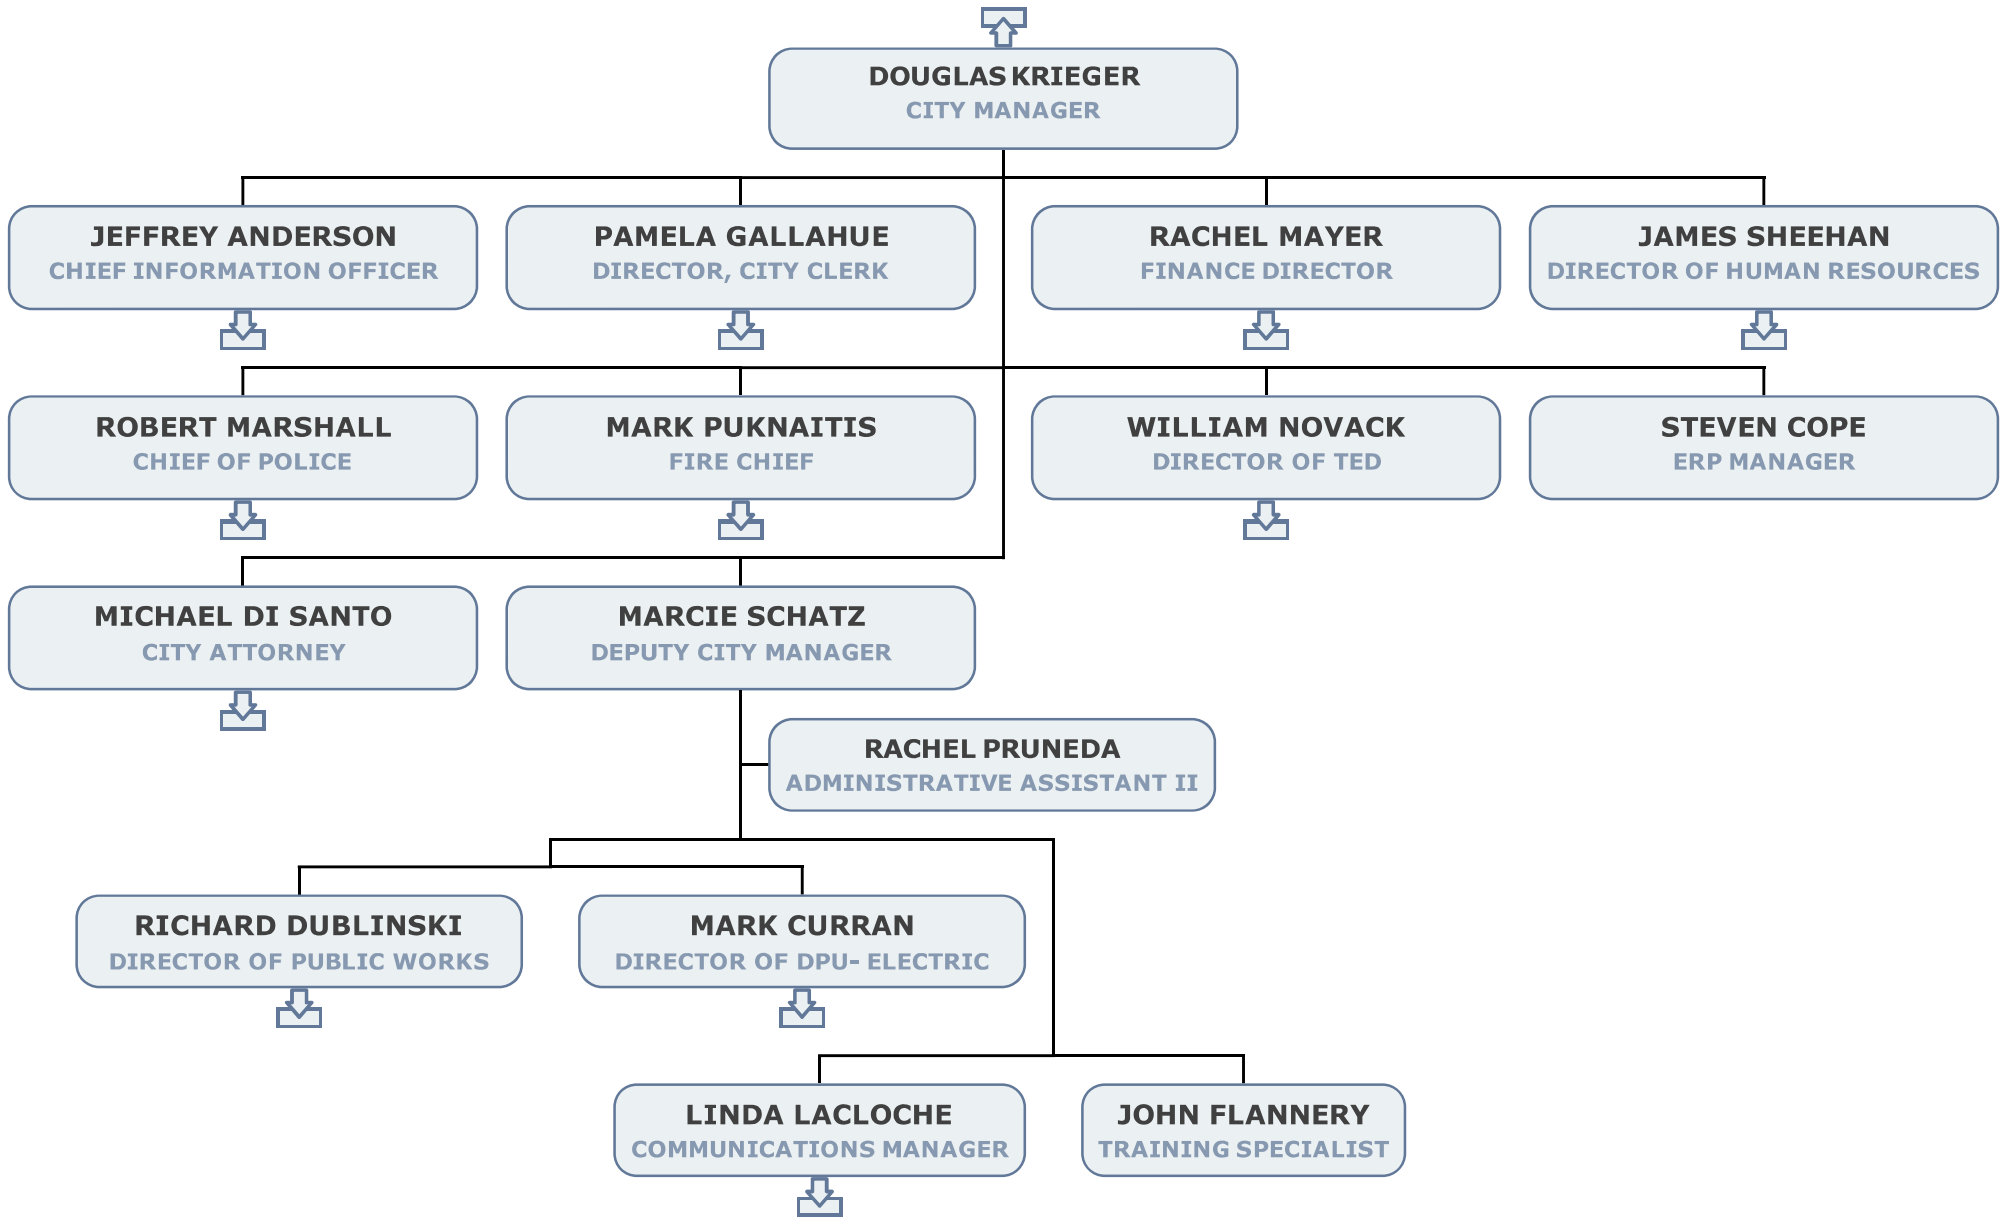 DOUGLAS KRIEGER
CITY MANAGER
JEFFREY ANDERSON
CHIEF INFORMATION OFFICER
PAMELA GALLAHUE
DIRECTOR, CITY CLERK
RACHEL MAYER
FINANCE DIRECTOR
JAMES SHEEHAN
DIRECTOR OF HUMAN RESOURCES
ROBERT MARSHALL
CHIEF OF POLICE
MARK PUKNAITIS
FIRE CHIEF
WILLIAM NOVACK
DIRECTOR OF TED
STEVEN COPE
ERP MANAGER
MICHAEL DI SANTO
CITY ATTORNEY
MARCIE SCHATZ
DEPUTY CITY MANAGER
RACHEL PRUNEDA
ADMINISTRATIVE ASSISTANT II
RICHARD DUBLINSKI
DIRECTOR OF PUBLIC WORKS
MARK CURRAN
DIRECTOR OF DPU- ELECTRIC
LINDA LACLOCHE
COMMUNICATIONS MANAGER
JOHN FLANNERY
TRAINING SPECIALIST